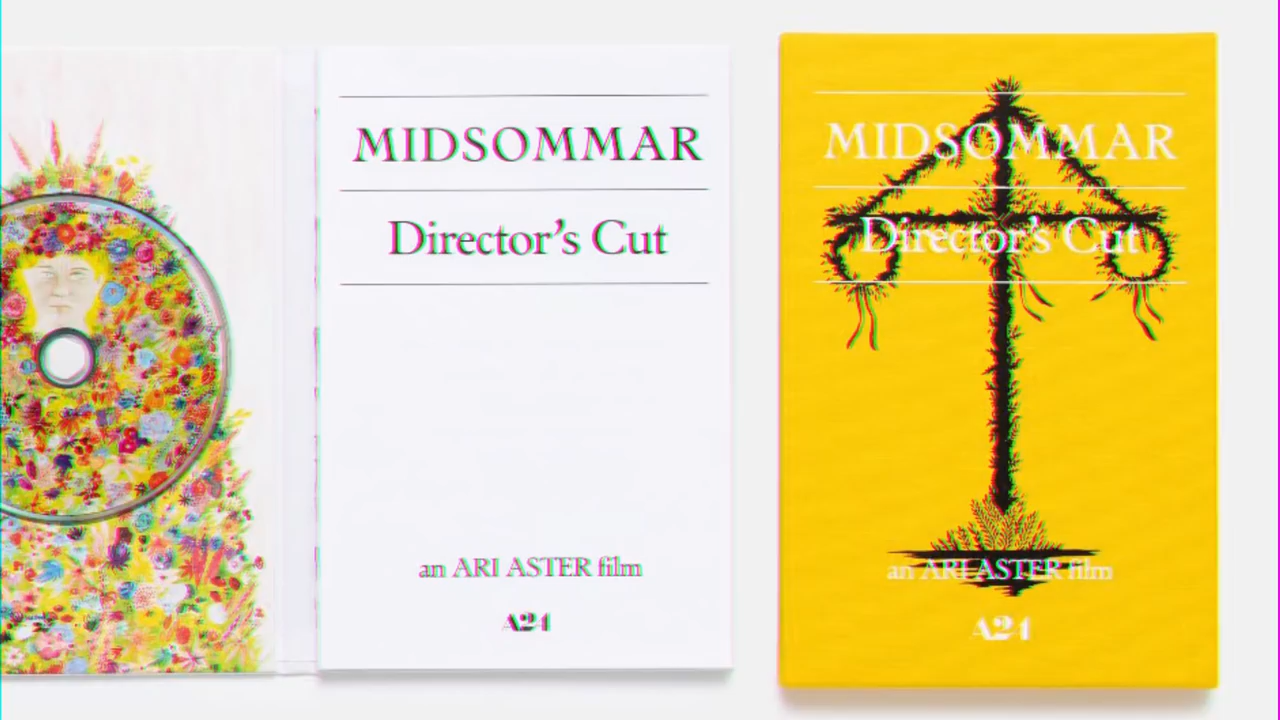 MIDSOMMAR
Director's Cut
an ARI ASTER film
A24
MIDSOMMAR
Director's Cut
an ARI ASTER film
A24